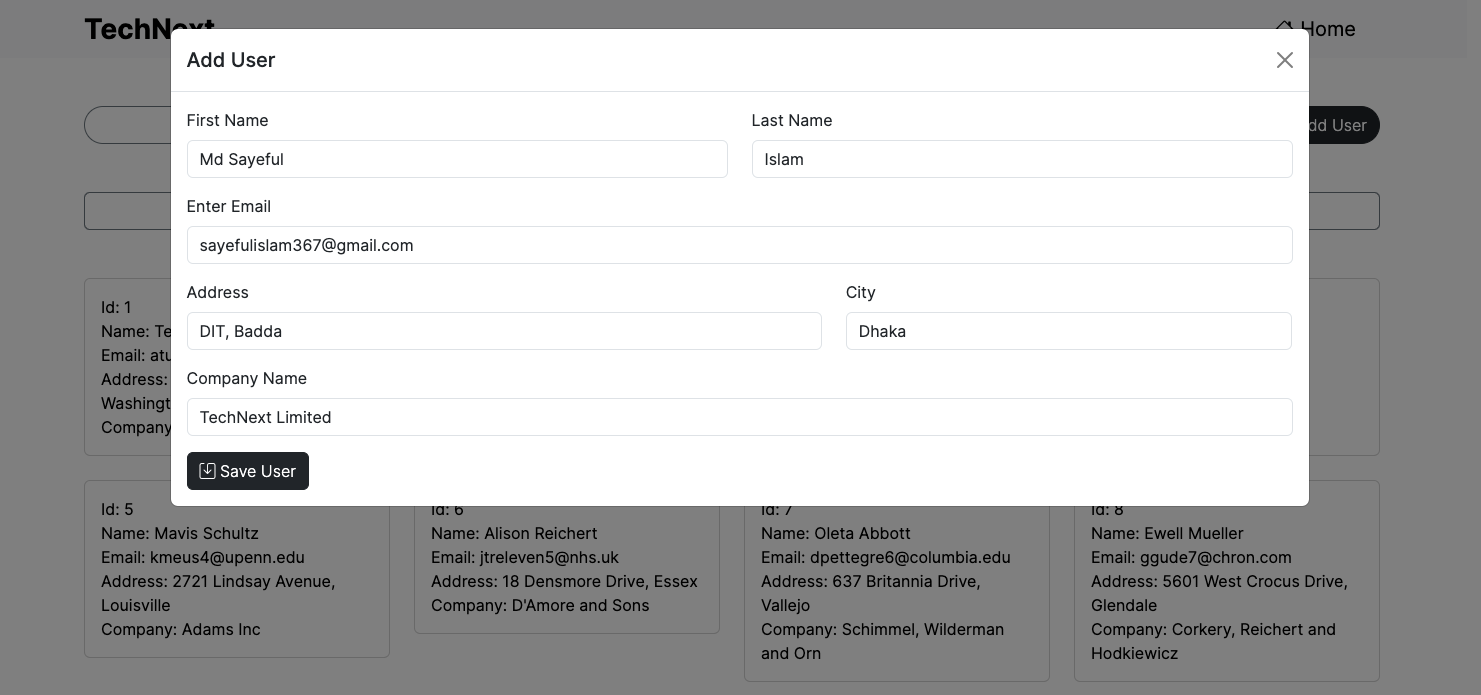 TechNext
Home
Add User
First Name
Last Name
Md Sayeful
Islam
Enter Email
sayefulislam367@gmail.com
Address
City
DIT, Badda
Dhaka
Company Name
TechNext Limited
Save User
dd User
Id: 1
Name: Te
Email: atu
Address:
Washingt
Company
Id: 5
Name: Mavis Schultz
Email: kmeus4@upenn.edu
Address: 2721 Lindsay Avenue,
Louisville
Company: Adams Inc
Id: 6
Name: Alison Reichert
Email: jtreleven5@nhs.uk
Address: 18 Densmore Drive, Essex
Company: D'Amore and Sons
Id: 7
Name: Oleta Abbott
Email: dpettegre6@columbia.edu
Address: 637 Britannia Drive,
Vallejo
Company: Schimmel, Wilderman
and Orn
Id: 8
Name: Ewell Mueller
Email: ggude7@chron.com
Address: 5601 West Crocus Drive,
Glendale
Company: Corkery, Reichert and
Hodkiewicz